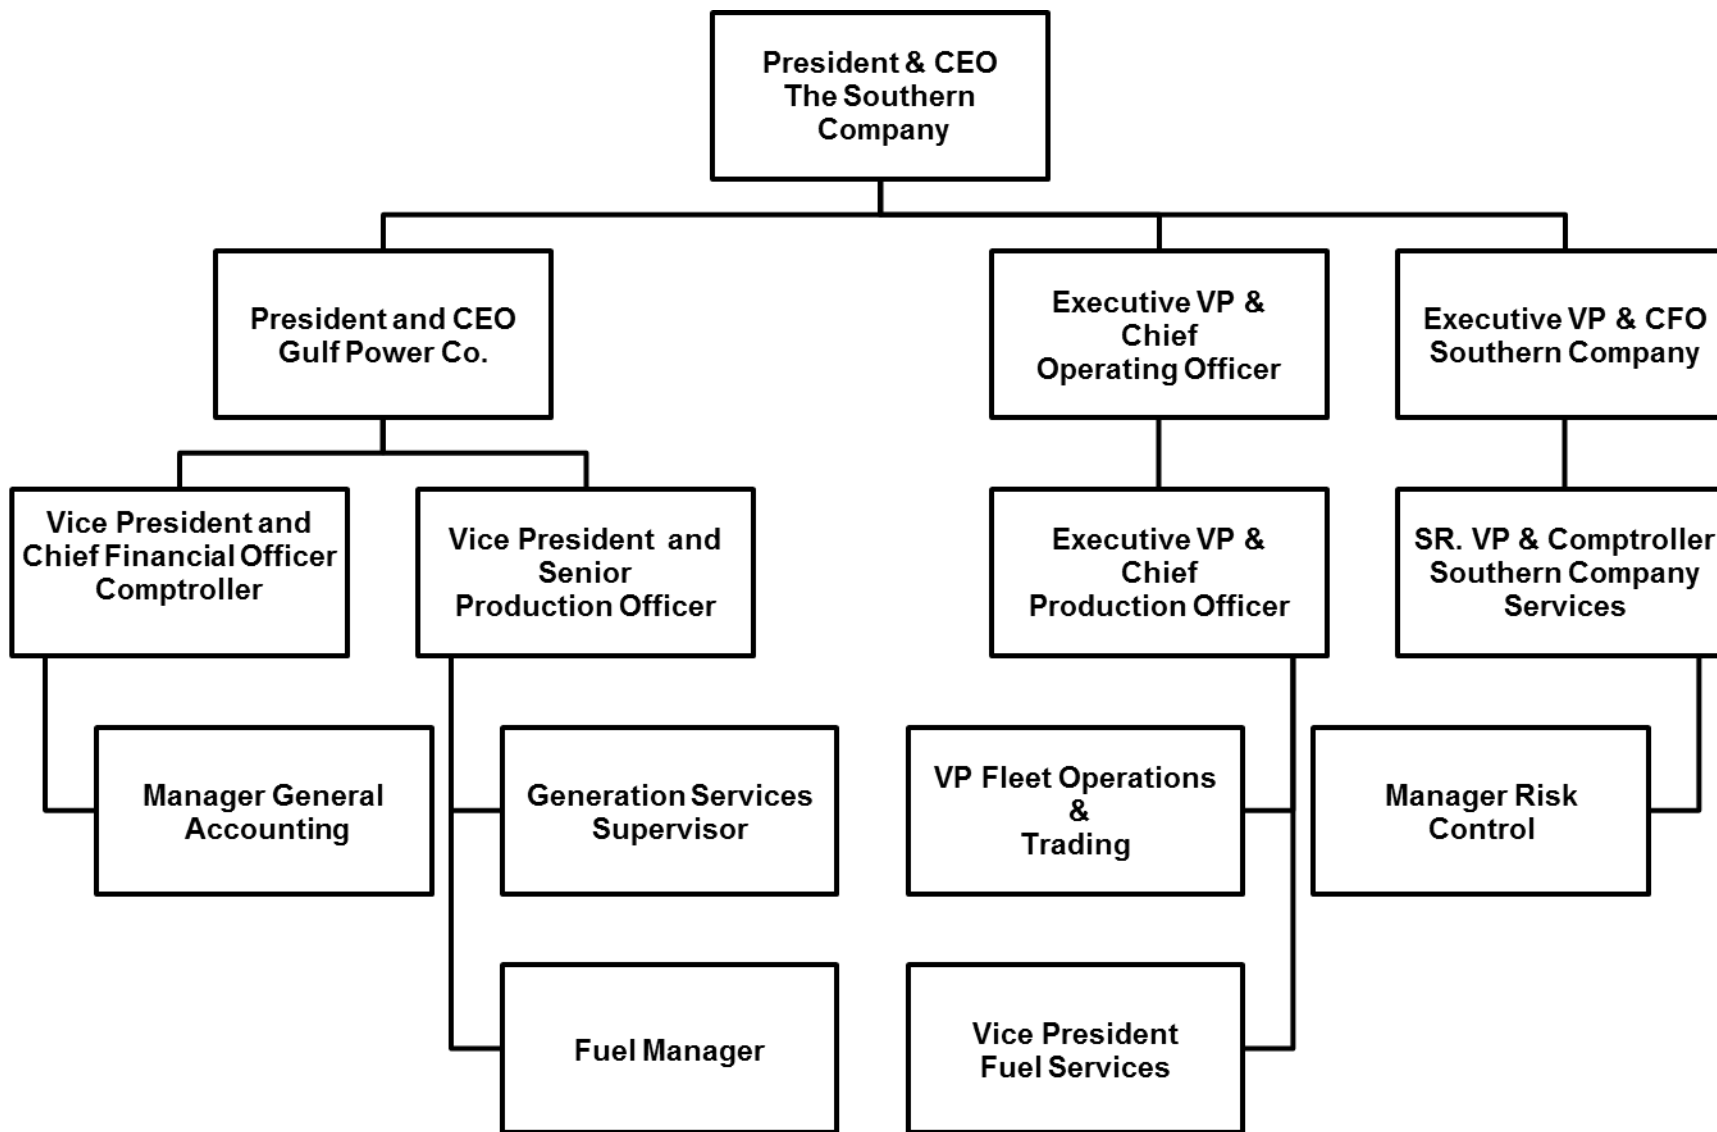 President & CEO
The Southern
Company
President and CEO
Gulf Power Co.
Executive VP &
Chief
Operating Officer
Executive VP & CFO
Southern Company
Vice President and
Chief Financial Officer
Comptroller
Vice President and
Senior
Production Officer
Executive VP &
Chief
Production Officer
SR. VP & Comptroller
Southern Company
Services
Manager General
Accounting
Generation Services
Supervisor
VP Fleet Operations
&
Trading
Manager Risk
Control
Fuel Manager
Vice President
Fuel Services